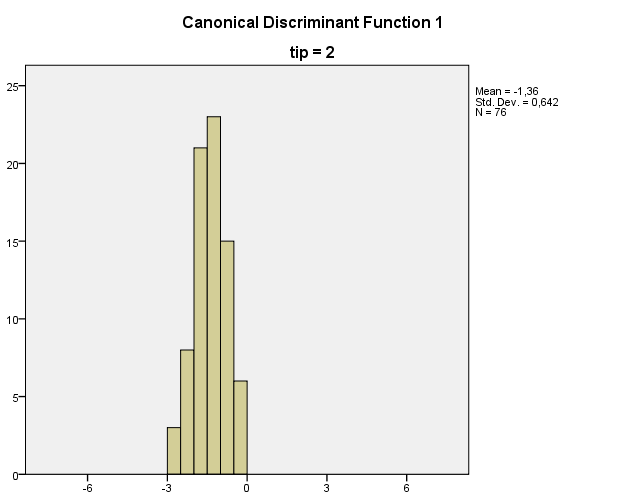 Canonical Discriminant Function 1
tip = 2
Mean = -1,36
Std. Dev. = 0,642
N = 76
25
20
15
10
5
0
-6 -3 0 3 6